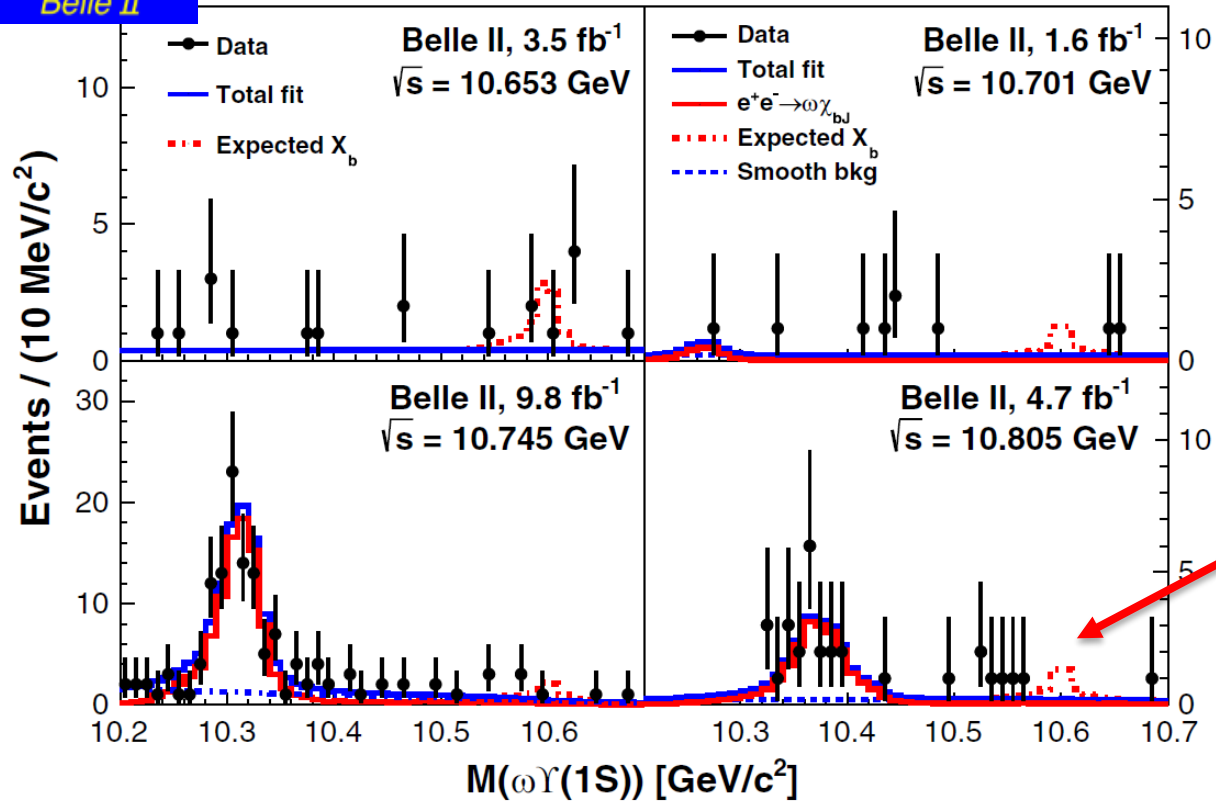 Belle II
Data
Total fit
Expected X_b
Belle II, 3.5 fb⁻¹
√s = 10.653 GeV
Data
Total fit
e⁺e⁻→ωχ_bJ
Expected X_b
Smooth bkg
Belle II, 1.6 fb⁻¹
√s = 10.701 GeV
10
5
0
10
5
0
Belle II, 9.8 fb⁻¹
√s = 10.745 GeV
Belle II, 4.7 fb⁻¹
√s = 10.805 GeV
30
20
10
0
10
5
0
10.2 10.3 10.4 10.5 10.6 10.3 10.4 10.5 10.6 10.7
Events / (10 MeV/c²)
M(ωΥ(1S)) [GeV/c²]